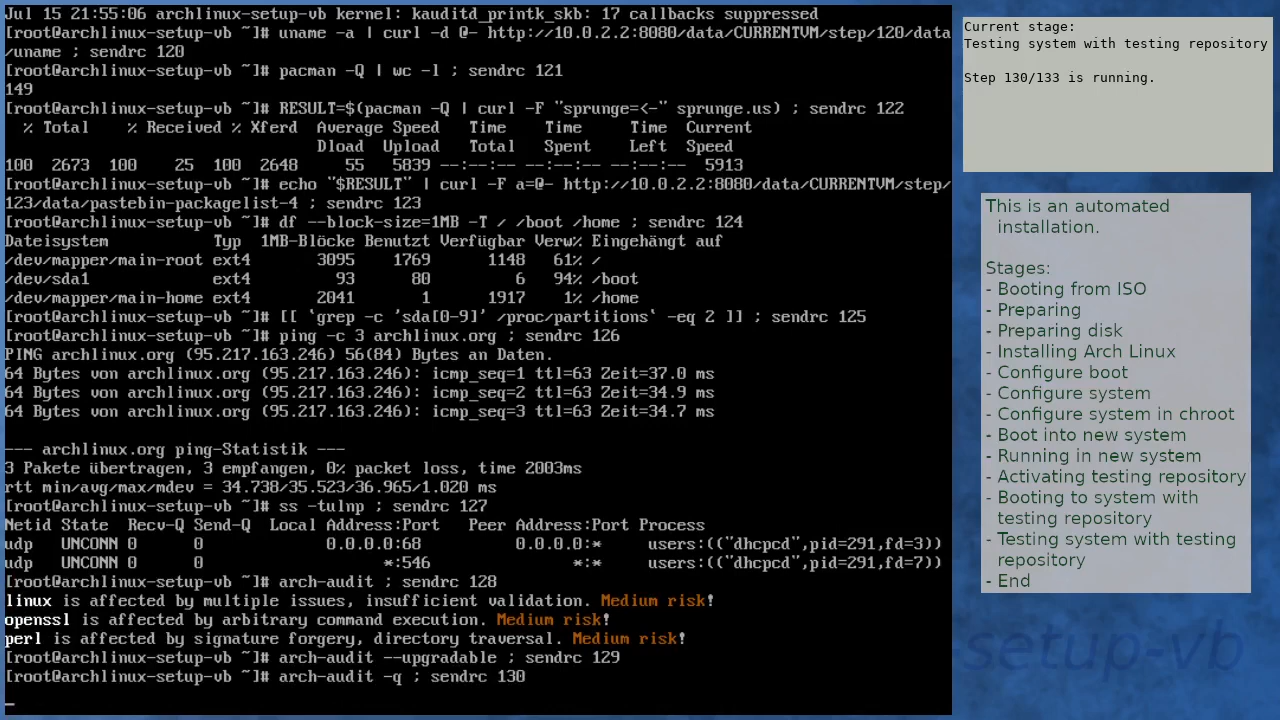 Jul 15 21:55:06 archlinux-setup-vb kernel: kauditd_printk_skb: 17 callbacks suppressed
[root@archlinux-setup-vb ~]# uname -a | curl -d @- http://10.0.2.2:8080/data/CURRENTVM/step/120/data
/uname ; sendrc 120
[root@archlinux-setup-vb ~]# pacman -Q | wc -l ; sendrc 121
149
[root@archlinux-setup-vb ~]# RESULT=$(pacman -Q | curl -F "sprunge=<-" sprunge.us) ; sendrc 122
  % Total    % Received % Xferd  Average Speed   Time    Time     Time  Current
                                 Dload  Upload   Total   Spent    Left  Speed
100  2673  100    25  100  2648     55   5839 --:--:-- --:--:-- --:--:--  5913
[root@archlinux-setup-vb ~]# echo "$RESULT" | curl -F a=@- http://10.0.2.2:8080/data/CURRENTVM/step/
123/data/pastebin-packagelist-4 ; sendrc 123
[root@archlinux-setup-vb ~]# df --block-size=1MB -T / /boot /home ; sendrc 124
Dateisystem           Typ  1MB-Blöcke Benutzt Verfügbar Verw% Eingehängt auf
/dev/mapper/main-root ext4       3095    1769      1148   61% /
/dev/sda1             ext4         93      80         6   94% /boot
/dev/mapper/main-home ext4       2041       1      1917    1% /home
[root@archlinux-setup-vb ~]# [[ `grep -c 'sda[0-9]' /proc/partitions` -eq 2 ]] ; sendrc 125
[root@archlinux-setup-vb ~]# ping -c 3 archlinux.org ; sendrc 126
PING archlinux.org (95.217.163.246) 56(84) Bytes an Daten.
64 Bytes von archlinux.org (95.217.163.246): icmp_seq=1 ttl=63 Zeit=37.0 ms
64 Bytes von archlinux.org (95.217.163.246): icmp_seq=2 ttl=63 Zeit=34.9 ms
64 Bytes von archlinux.org (95.217.163.246): icmp_seq=3 ttl=63 Zeit=34.7 ms
--- archlinux.org ping-Statistik ---
3 Pakete übertragen, 3 empfangen, 0% packet loss, time 2003ms
rtt min/avg/max/mdev = 34.738/35.523/36.965/1.020 ms
[root@archlinux-setup-vb ~]# ss -tulnp ; sendrc 127
Netid State  Recv-Q Send-Q  Local Address:Port   Peer Address:Port Process
udp   UNCONN 0      0             0.0.0.0:68          0.0.0.0:*     users:(("dhcpcd",pid=291,fd=3))
udp   UNCONN 0      0                   *:546               *:*     users:(("dhcpcd",pid=291,fd=7))
[root@archlinux-setup-vb ~]# arch-audit ; sendrc 128
linux is affected by multiple issues, insufficient validation. Medium risk!
openssl is affected by arbitrary command execution. Medium risk!
perl is affected by signature forgery, directory traversal. Medium risk!
[root@archlinux-setup-vb ~]# arch-audit --upgradable ; sendrc 129
[root@archlinux-setup-vb ~]# arch-audit -q ; sendrc 130
Current stage:
Testing system with testing repository
Step 130/133 is running.
This is an automated
installation.
Stages:
- Booting from ISO
- Preparing
- Preparing disk
- Installing Arch Linux
- Configure boot
- Configure system
- Configure system in chroot
- Boot into new system
- Running in new system
- Activating testing repository
- Booting to system with
testing repository
- Testing system with testing
repository
- End
-setup-vb